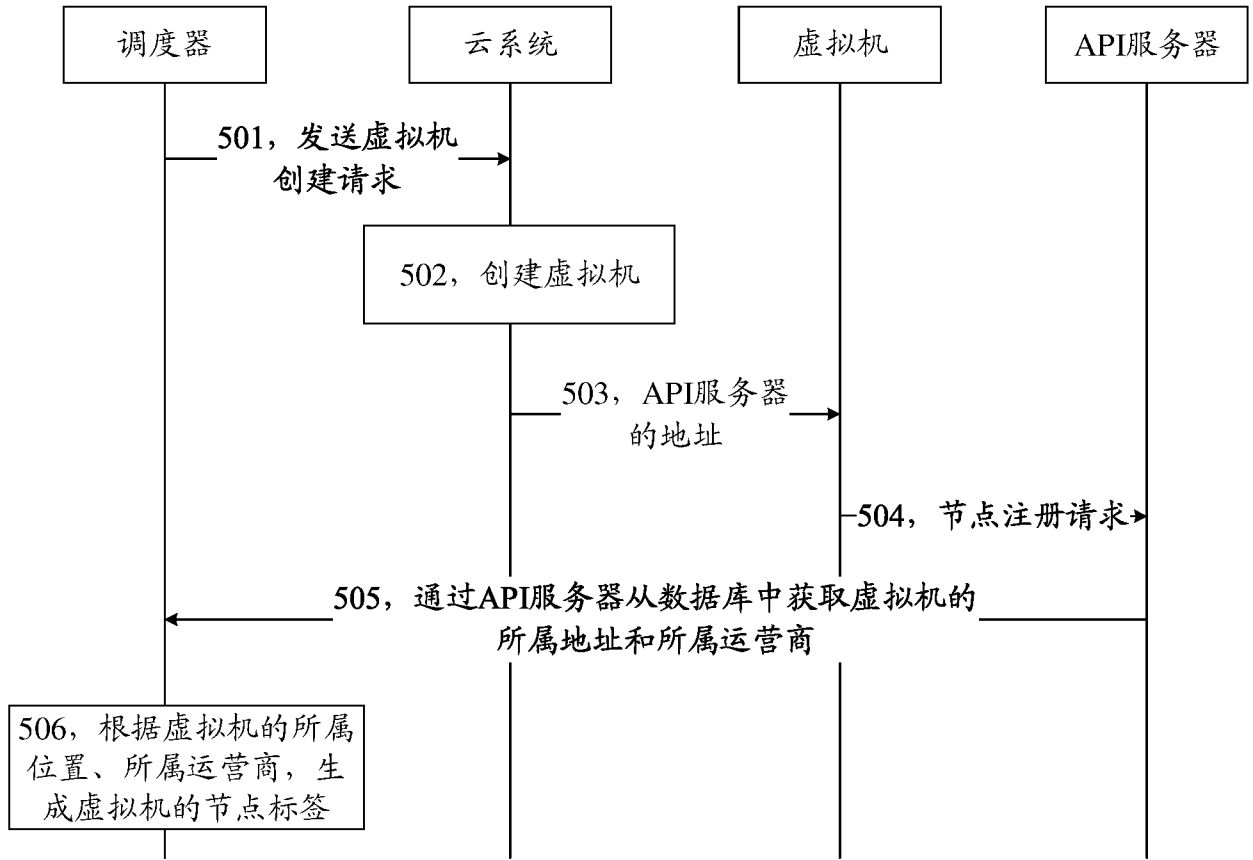 调度器
云系统
虚拟机
API服务器
501，发送虚拟机
创建请求
502，创建虚拟机
503，API服务器
的地址
504，节点注册请求
505，通过API服务器从数据库中获取虚拟机的
所属地址和所属运营商
506，根据虚拟机的所属
位置、所属运营商，生
成虚拟机的节点标签